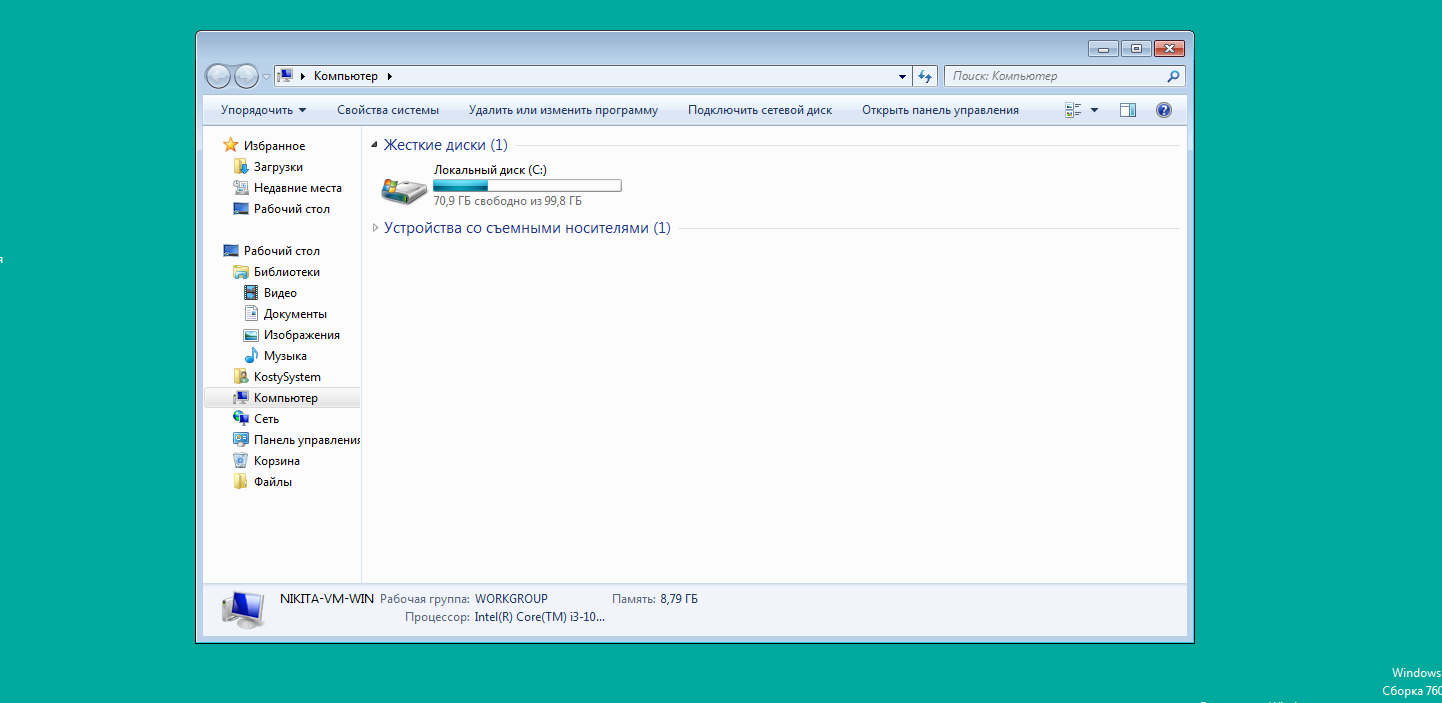 Компьютер
Поиск: Компьютер
Упорядочить Свойства системы Удалить или изменить программу Подключить сетевой диск Открыть панель управления
Избранное
Загрузки
Недавние места
Рабочий стол
Рабочий стол
Библиотеки
Видео
Документы
Изображения
Музыка
KostySystem
Компьютер
Сеть
Панель управления
Корзина
Файлы
Жесткие диски (1)
Локальный диск (C:)
70,9 ГБ свободно из 99,8 ГБ
Устройства со съемными носителями (1)
NIKITA-VM-WIN Рабочая группа: WORKGROUP Память: 8,79 ГБ
Процессор: Intel(R) Core(TM) i3-10...
я
Windows
Сборка 760